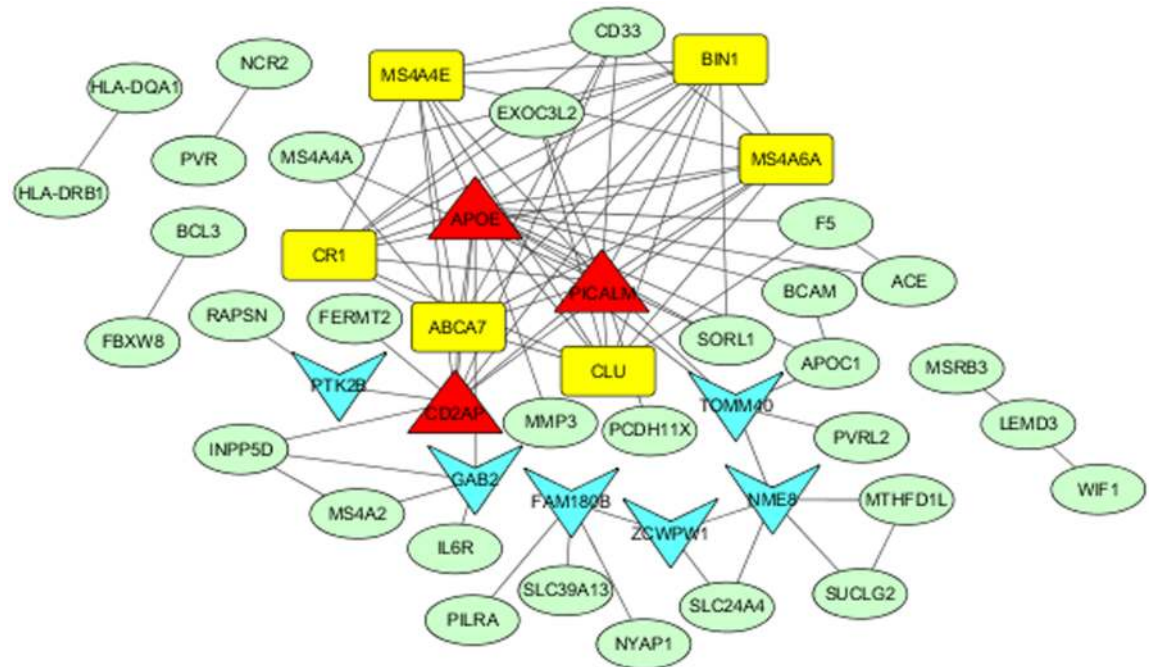 CD33
BIN1
NCR2
MS4A4E
HLA-DQA1
EXOC3L2
MS4A4A
PVR
MS4A6A
HLA-DRB1
APOE
F5
BCL3
CR1
ACE
PICALM
BCAM
RAPSN
FERMT2
ABCA7
SORL1
FBXW8
CLU
APOC1
MSRB3
PTK2B
TOMM40
CD2AP
MMP3
PCDH11X
PVRL2
LEMD3
INPP5D
GAB2
WIF1
FAM180B
NME8
MTHFD1L
MS4A2
ZCWPW1
IL6R
SLC39A13
SUCLG2
SLC24A4
PILRA
NYAP1